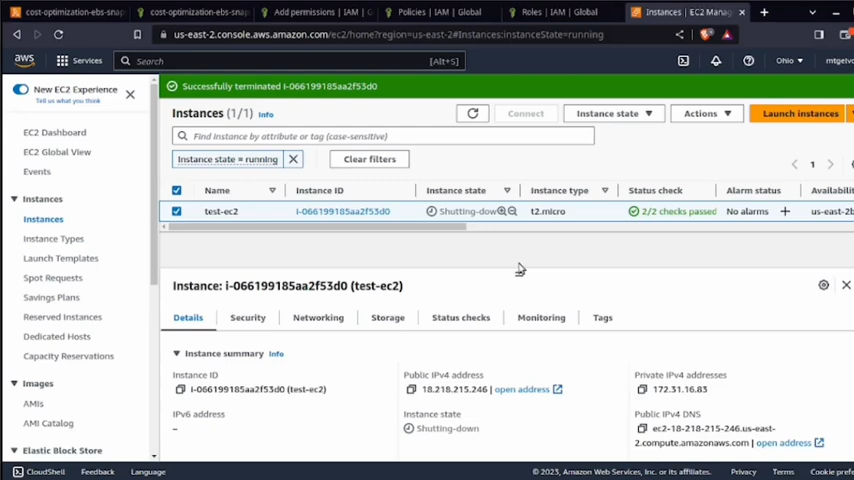 cost-optimization-ebs-snap
cost-optimization-ebs-snap
Add permissions | IAM | G
Policies | IAM | Global
Roles | IAM | Global
Instances | EC2 Manag
us-east-2.console.aws.amazon.com/ec2/home?region=us-east-2#Instances:instanceState=running
aws Services Search [Alt+S] Ohio mtgelvo
New EC2 Experience
Tell us what you think
EC2 Dashboard
EC2 Global View
Events
Instances
Instances
Instance Types
Launch Templates
Spot Requests
Savings Plans
Reserved Instances
Dedicated Hosts
Capacity Reservations
Images
AMIs
AMI Catalog
Elastic Block Store
Successfully terminated i-066199185aa2f53d0
Instances (1/1) Info Connect Instance state Actions Launch instances
Find Instance by attribute or tag (case-sensitive)
Instance state = running Clear filters
1
Name Instance ID Instance state Instance type Status check Alarm status Availabili
test-ec2 i-066199185aa2f53d0 Shutting-dow t2.micro 2/2 checks passed No alarms us-east-2b
Instance: i-066199185aa2f53d0 (test-ec2)
Details Security Networking Storage Status checks Monitoring Tags
Instance summary Info
Instance ID
i-066199185aa2f53d0 (test-ec2)
IPv6 address
–
Public IPv4 address
18.218.215.246 | open address
Instance state
Shutting-down
Private IPv4 addresses
172.31.16.83
Public IPv4 DNS
ec2-18-218-215-246.us-east-
2.compute.amazonaws.com | open address
CloudShell Feedback Language © 2023, Amazon Web Services, Inc. or its affiliates. Privacy Terms Cookie prefe